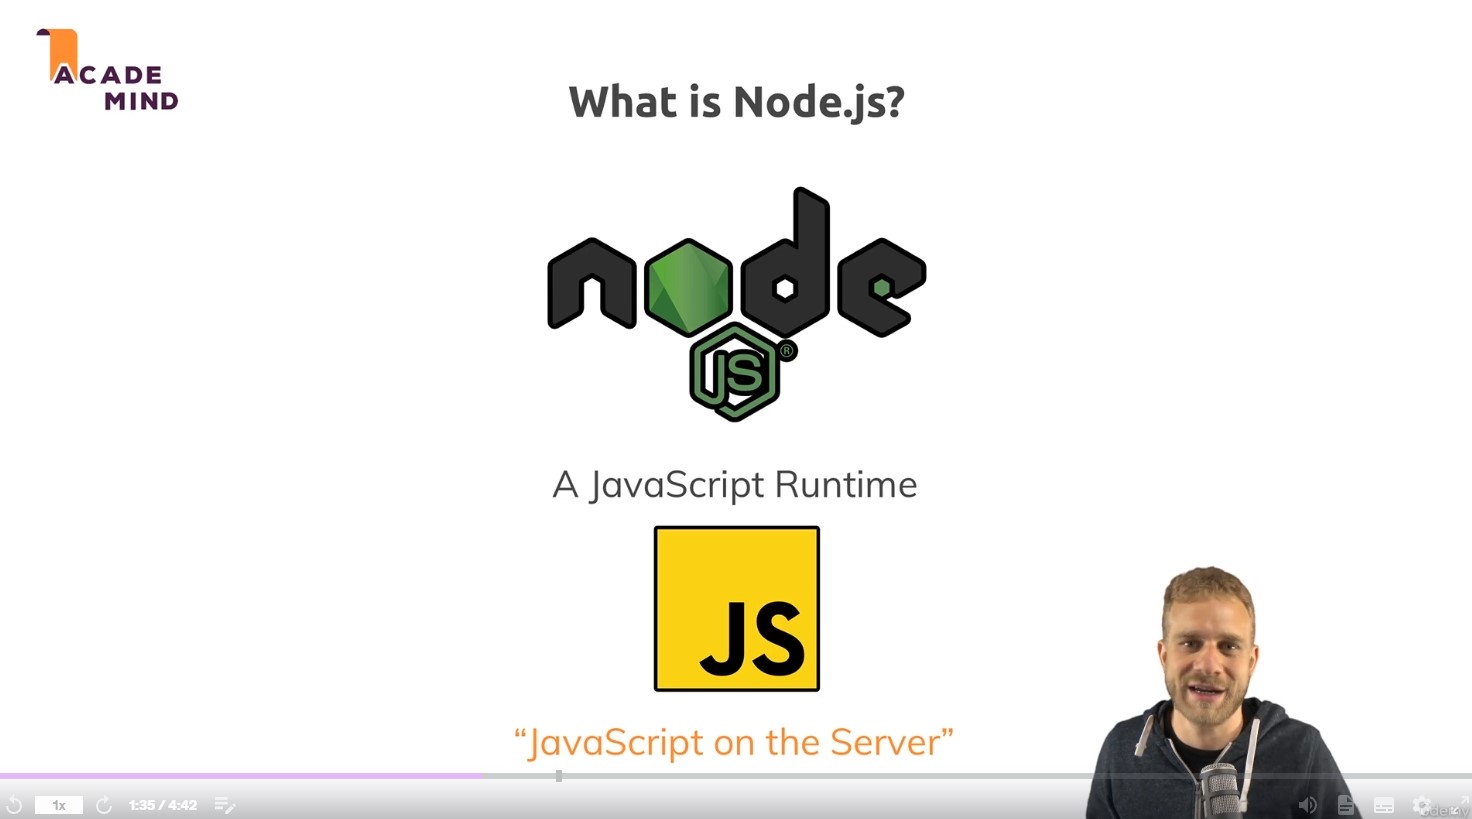 ACADE
MIND
What is Node.js?
node
JS®
A JavaScript Runtime
JS
“JavaScript on the Server”
1x
1:35 / 4:42
udemy